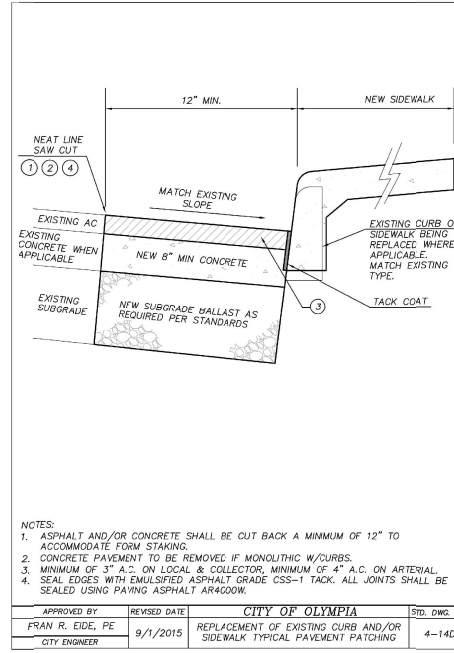 12" MIN.
NEW SIDEWALK
NEAT LINE
SAW CUT
1 2 4
MATCH EXISTING
SLOPE
EXISTING AC
EXISTING
CONCRETE WHEN
APPLICABLE
NEW 8" MIN CONCRETE
EXISTING CURB O
SIDEWALK BEING
REPLACED WHERE
APPLICABLE.
MATCH EXISTING
TYPE.
EXISTING
SUBGRADE
NEW SUBGRADE BALLAST AS
REQUIRED PER STANDARDS
3
TACK COAT
NOTES:
1. ASPHALT AND/OR CONCRETE SHALL BE CUT BACK A MINIMUM OF 12" TO
ACCOMMODATE FORM STAKING.
2. CONCRETE PAVEMENT TO BE REMOVED IF MONOLITHIC W/CURBS.
3. MINIMUM OF 3" A.C. ON LOCAL & COLLECTOR, MINIMUM OF 4" A.C. ON ARTERIAL.
4. SEAL EDGES WITH EMULSIFIED ASPHALT GRADE CSS-1 TACK. ALL JOINTS SHALL BE
SEALED USING PAVING ASPHALT AR4000W.
APPROVED BY
REVISED DATE
CITY OF OLYMPIA
STD. DWG.
FRAN R. EIDE, PE
CITY ENGINEER
9/1/2015
REPLACEMENT OF EXISTING CURB AND/OR
SIDEWALK TYPICAL PAVEMENT PATCHING
4-14D